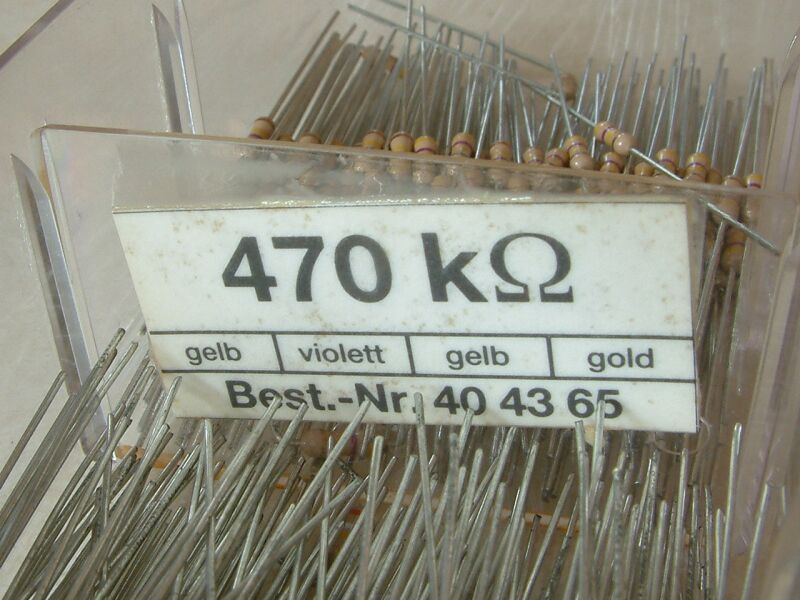 470 kΩ
gelb violett gelb gold
Best.-Nr. 40 43 65